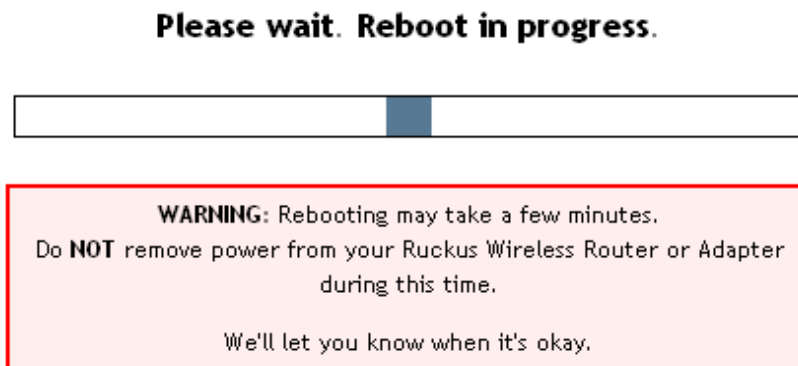 Please wait. Reboot in progress.
WARNING: Rebooting may take a few minutes.
Do NOT remove power from your Ruckus Wireless Router or Adapter
during this time.
We'll let you know when it's okay.